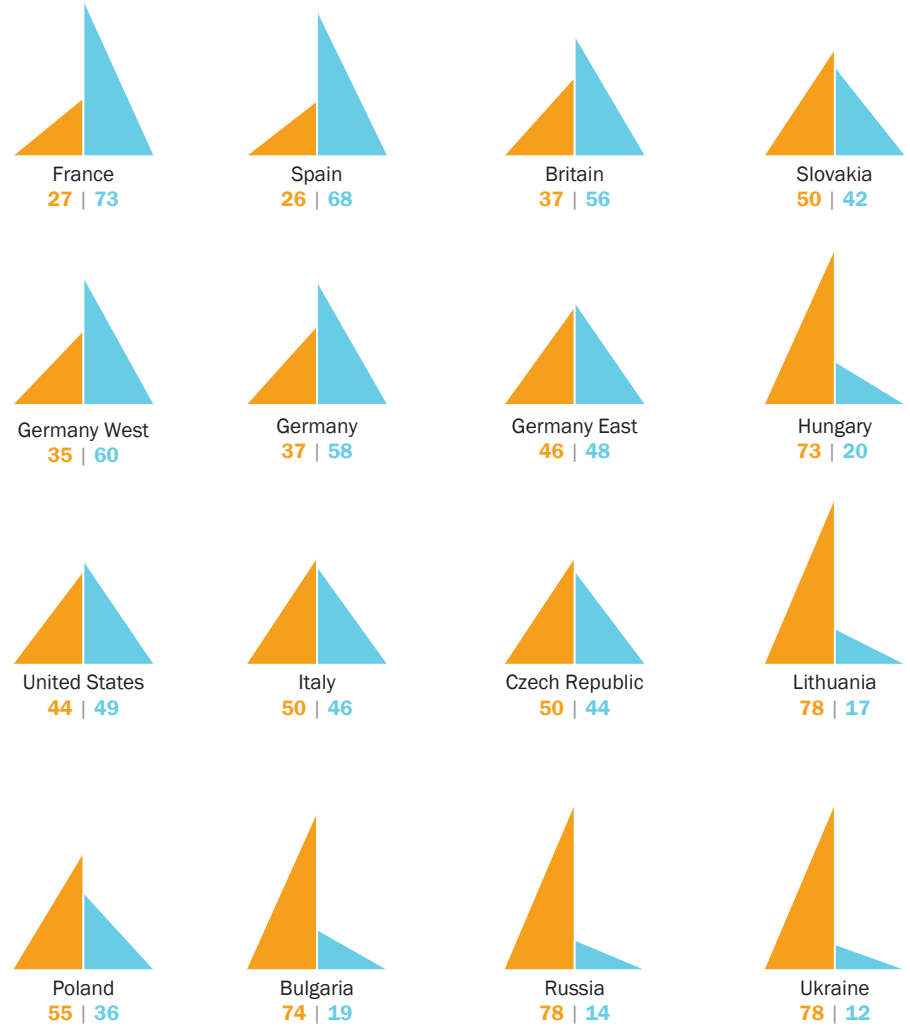 France
27 | 73
Spain
26 | 68
Britain
37 | 56
Slovakia
50 | 42
Germany West
35 | 60
Germany
37 | 58
Germany East
46 | 48
Hungary
73 | 20
United States
44 | 49
Italy
50 | 46
Czech Republic
50 | 44
Lithuania
78 | 17
Poland
55 | 36
Bulgaria
74 | 19
Russia
78 | 14
Ukraine
78 | 12